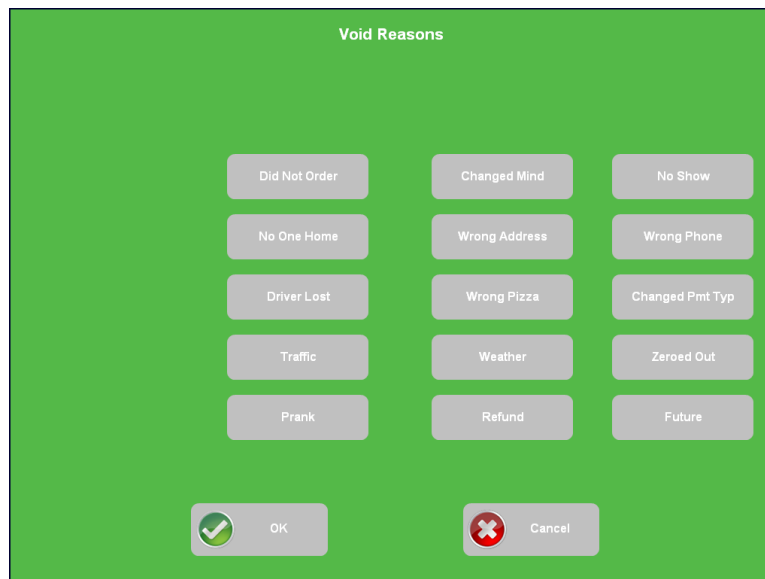 Void Reasons
Did Not Order
Changed Mind
No Show
No One Home
Wrong Address
Wrong Phone
Driver Lost
Wrong Pizza
Changed Pmt Typ
Traffic
Weather
Zeroed Out
Prank
Refund
Future
OK
Cancel